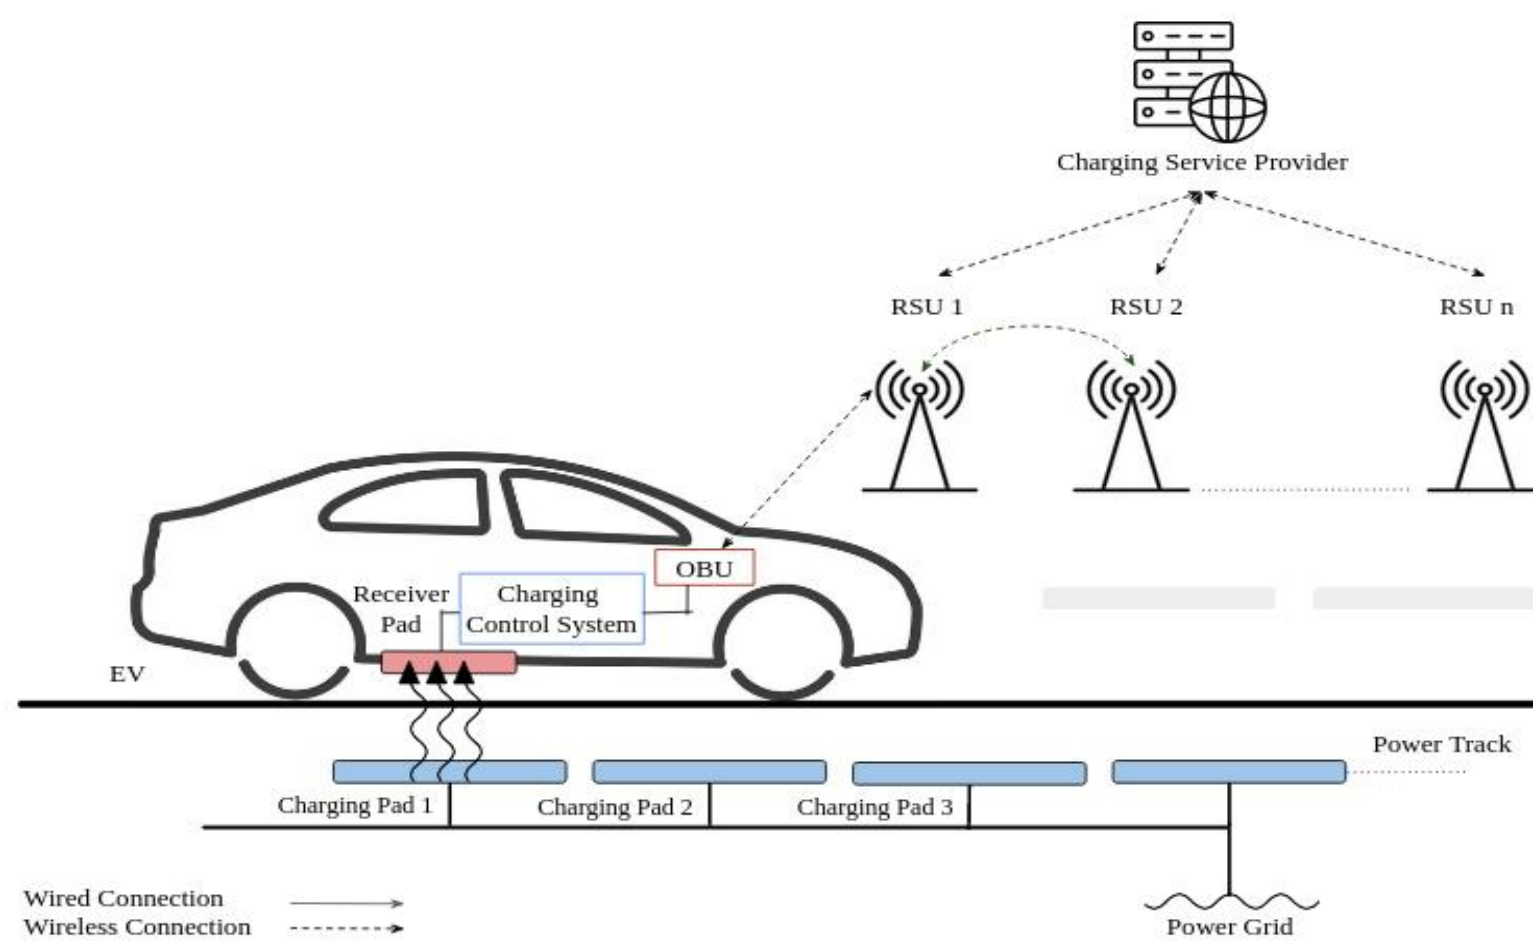 Charging Service Provider
RSU 1
RSU 2
RSU n
OBU
Receiver
Pad
Charging
Control System
EV
Power Track
Charging Pad 1
Charging Pad 2
Charging Pad 3
Wired Connection
Wireless Connection
Power Grid